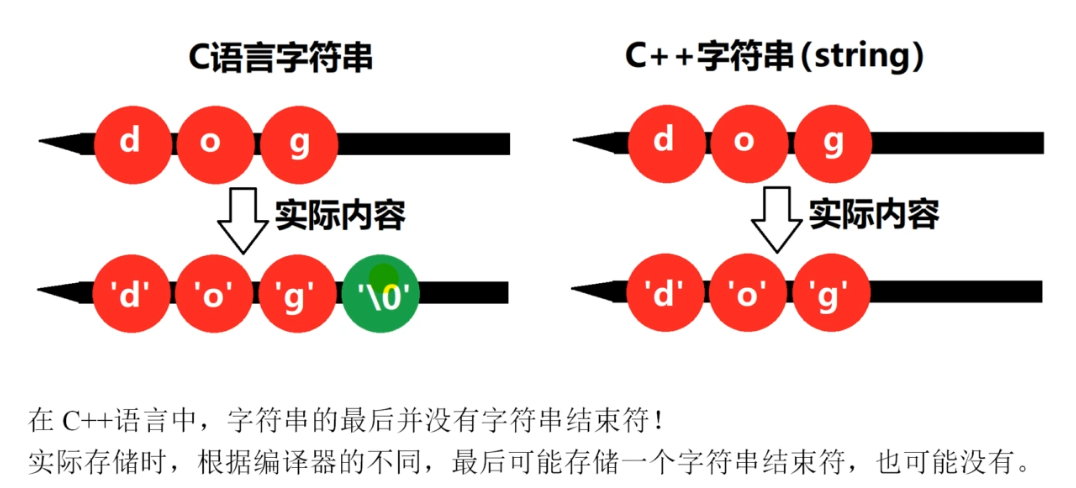 C语言字符串
C++字符串(string)
d o g
d o g
实际内容
实际内容
'd' 'o' 'g' '\0'
'd' 'o' 'g'
在 C++语言中，字符串的最后并没有字符串结束符！
实际存储时，根据编译器的不同，最后可能存储一个字符串结束符，也可能没有。